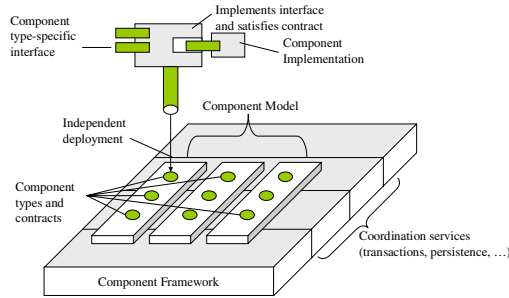 Component
type-specific
interface
Implements interface
and satisfies contract
Component
Implementation
Independent
deployment
Component Model
Component
types and
contracts
Coordination services
(transactions, persistence, …)
Component Framework